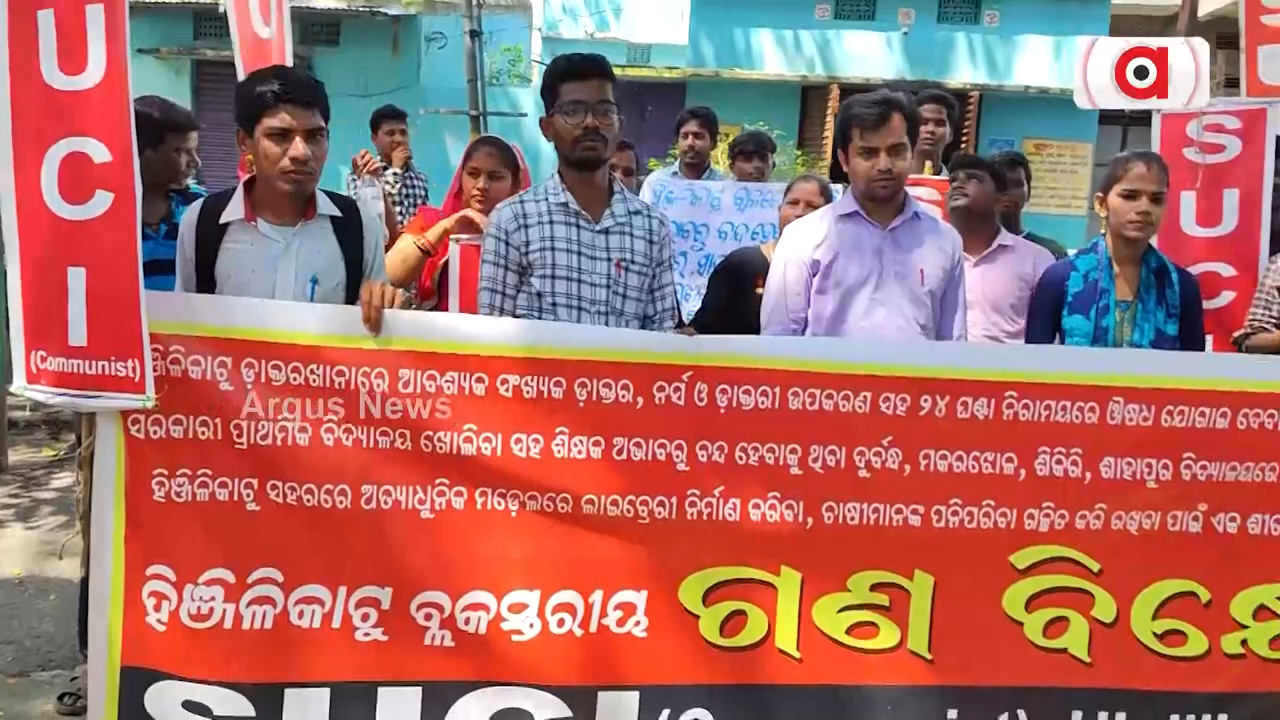 SUCI
(Communist)
a
SUCI
ହିଞ୍ଜିଳିକାଟୁ ଡ଼ାକ୍ତରଖାନାରେ ଆବଶ୍ୟକ ସଂଖ୍ୟକ ଡ଼ାକ୍ତର, ନର୍ସ ଓ ଡ଼ାକ୍ତରୀ ଉପକରଣ ସହ ୨୪ ଘଣ୍ଟା ନିରାମୟରେ ଔଷଧ ଯୋଗାଇ
Argus News
ସରକାରୀ ପ୍ରାଥମିକ ବିଦ୍ୟାଳୟ ଖୋଲିବା ସହ ଶିକ୍ଷକ ଅଭାବରୁ ବନ୍ଦ ହେବାକୁ ଥିବା ଦୁର୍ବନ୍ଧ, ମକରଝୋଳ, ଶିକିରି, ଶାହାପୁର ବିଦ୍ୟାଳୟରେ
ହିଞ୍ଜିଳିକାଟୁ ସହରରେ ଅତ୍ୟାଧୁନିକ ମଡ଼େଲରେ ଲାଇବ୍ରେରୀ ନିର୍ମାଣ କରିବା, ଚାଷୀମାନଙ୍କ ପନିପରିବା ଗଚ୍ଛିତ କରି ରଖିବା ପାଇଁ ଏକ
ହିଞ୍ଜିଳିକାଟୁ ବ୍ଲକସ୍ତରୀୟ ଗଣ ବିକ୍ଷେ
SUCI